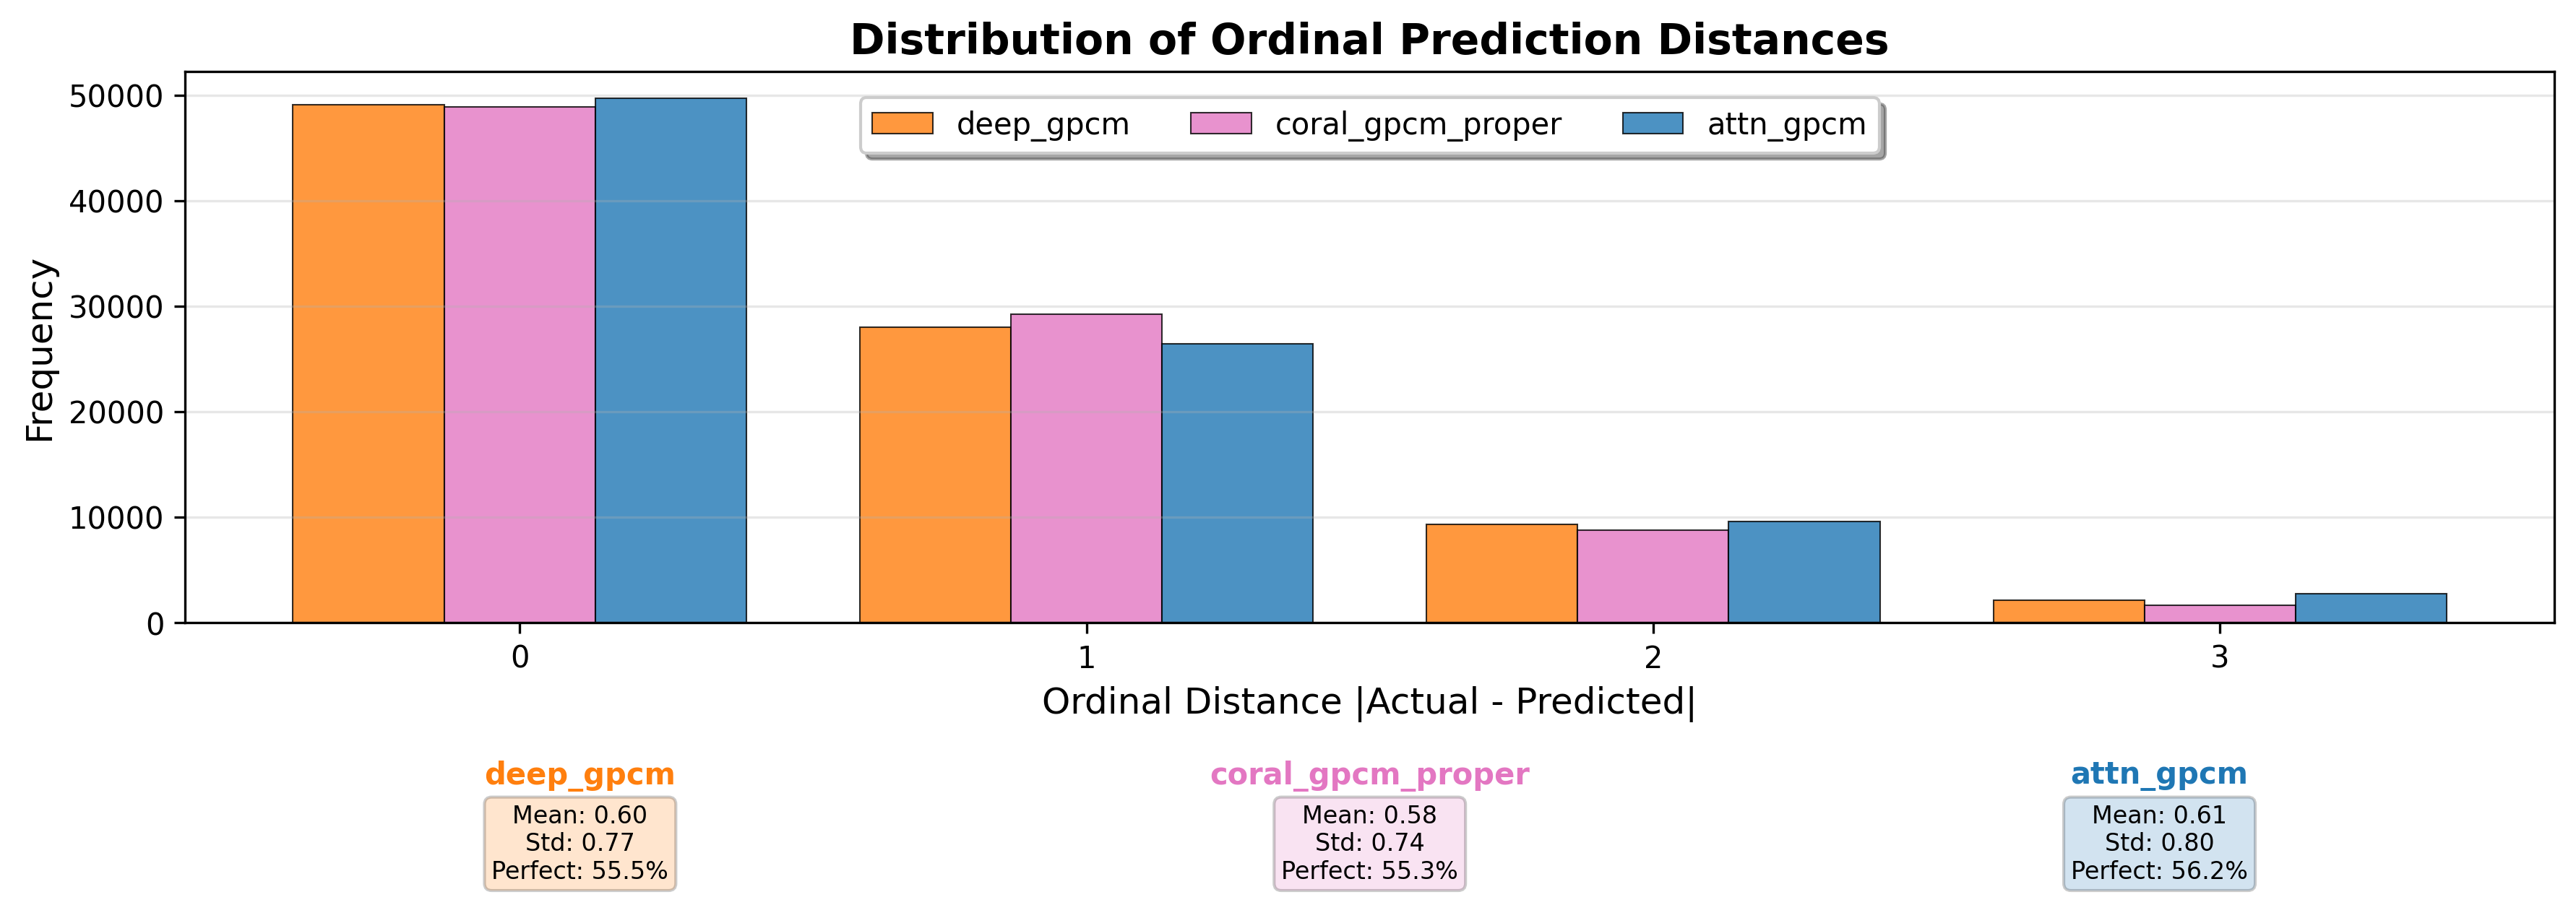 Distribution of Ordinal Prediction Distances
50000
40000
30000
20000
10000
0
Frequency
deep_gpcm coral_gpcm_proper attn_gpcm
0 1 2 3
Ordinal Distance |Actual - Predicted|
deep_gpcm
Mean: 0.60
Std: 0.77
Perfect: 55.5%
coral_gpcm_proper
Mean: 0.58
Std: 0.74
Perfect: 55.3%
attn_gpcm
Mean: 0.61
Std: 0.80
Perfect: 56.2%